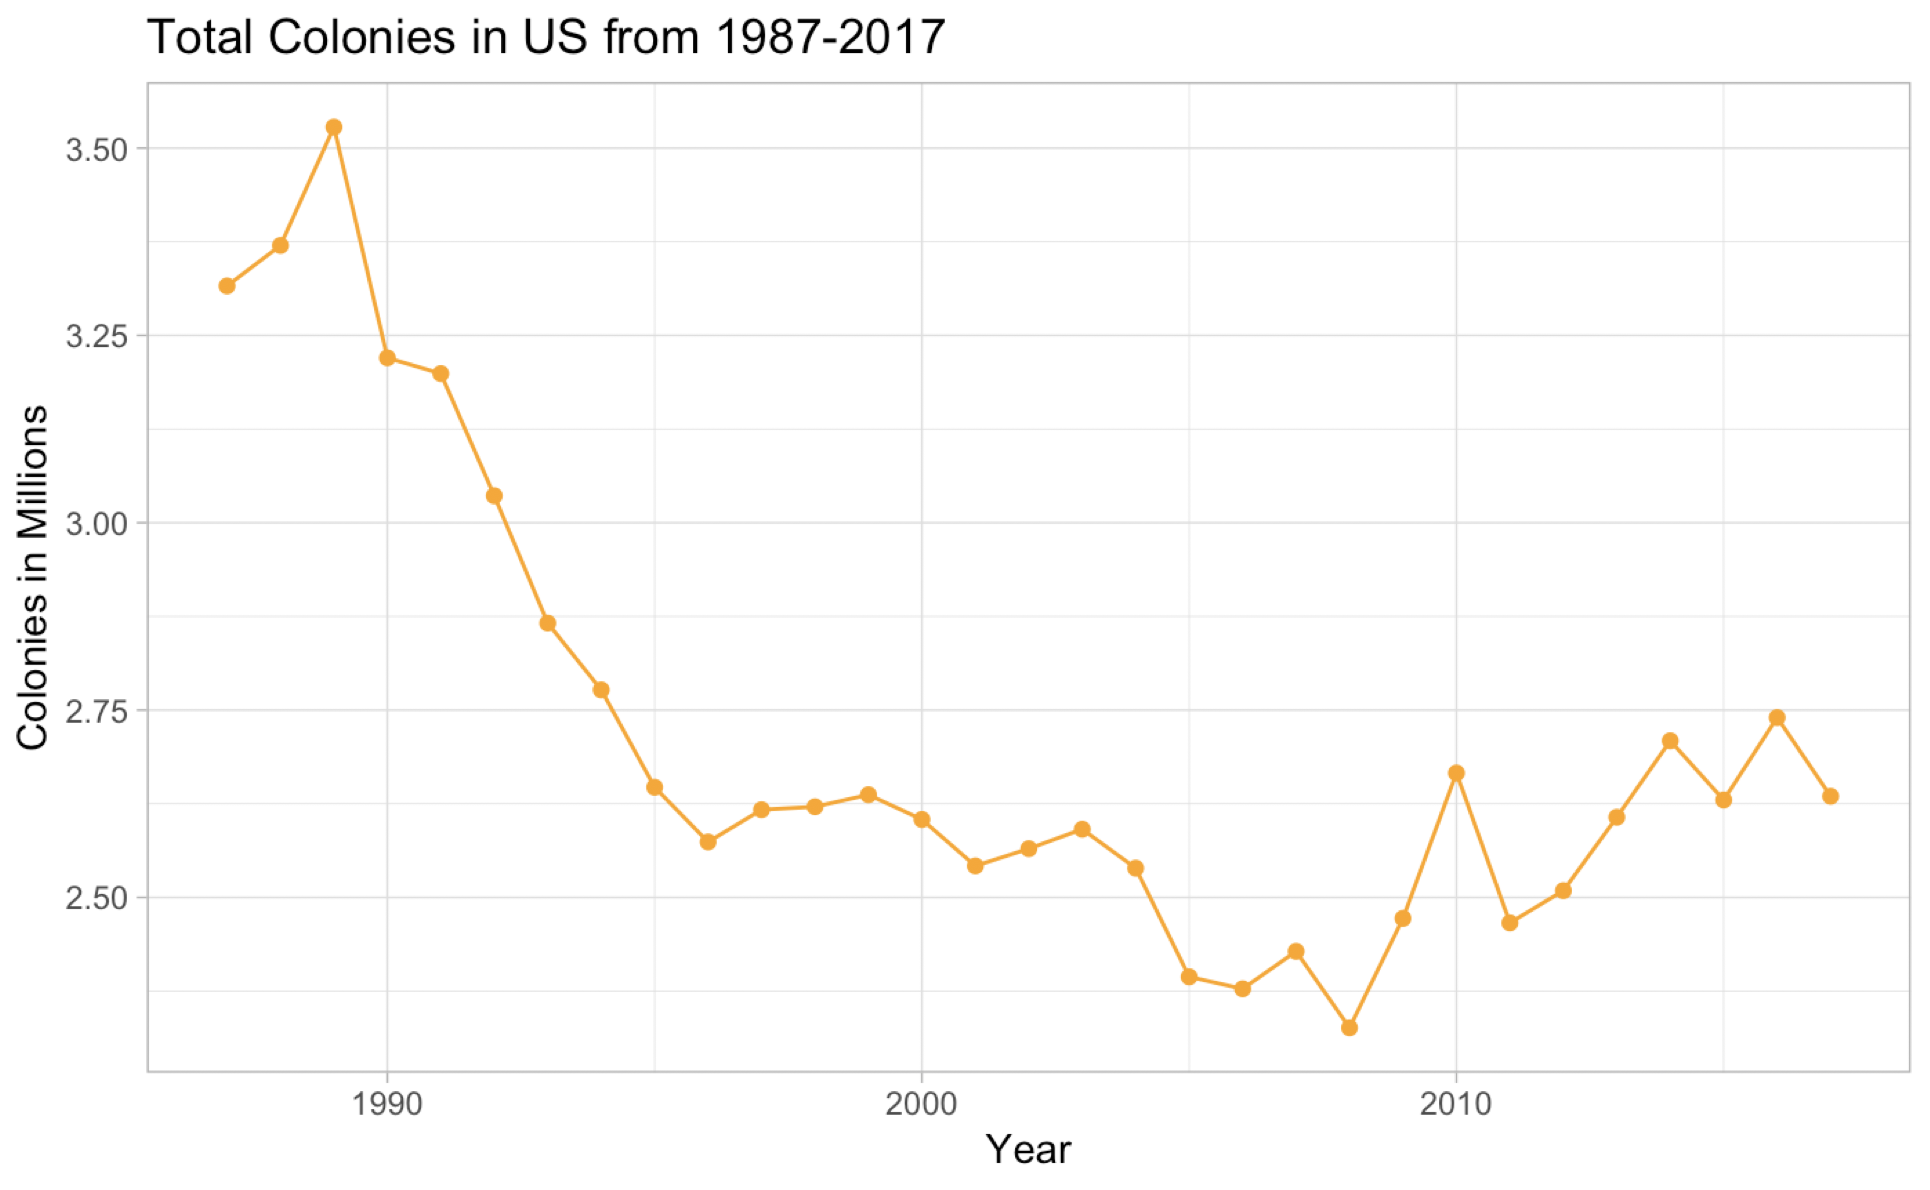 Total Colonies in US from 1987-2017
Colonies in Millions
3.50
3.25
3.00
2.75
2.50
1990 2000 2010
Year